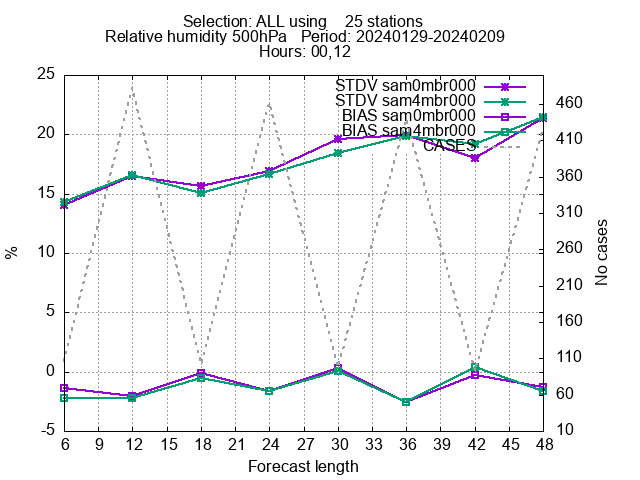 Selection: ALL using    25 stations
Relative humidity 500hPa   Period: 20240129-20240209
Hours: 00,12
STDV sam0mbr000
STDV sam4mbr000
BIAS sam0mbr000
BIAS sam4mbr000
CASES
25
20
15
10
5
0
-5
%
460
410
360
310
260
210
160
110
60
10
No cases
6 9 12 15 18 21 24 27 30 33 36 39 42 45 48
Forecast length